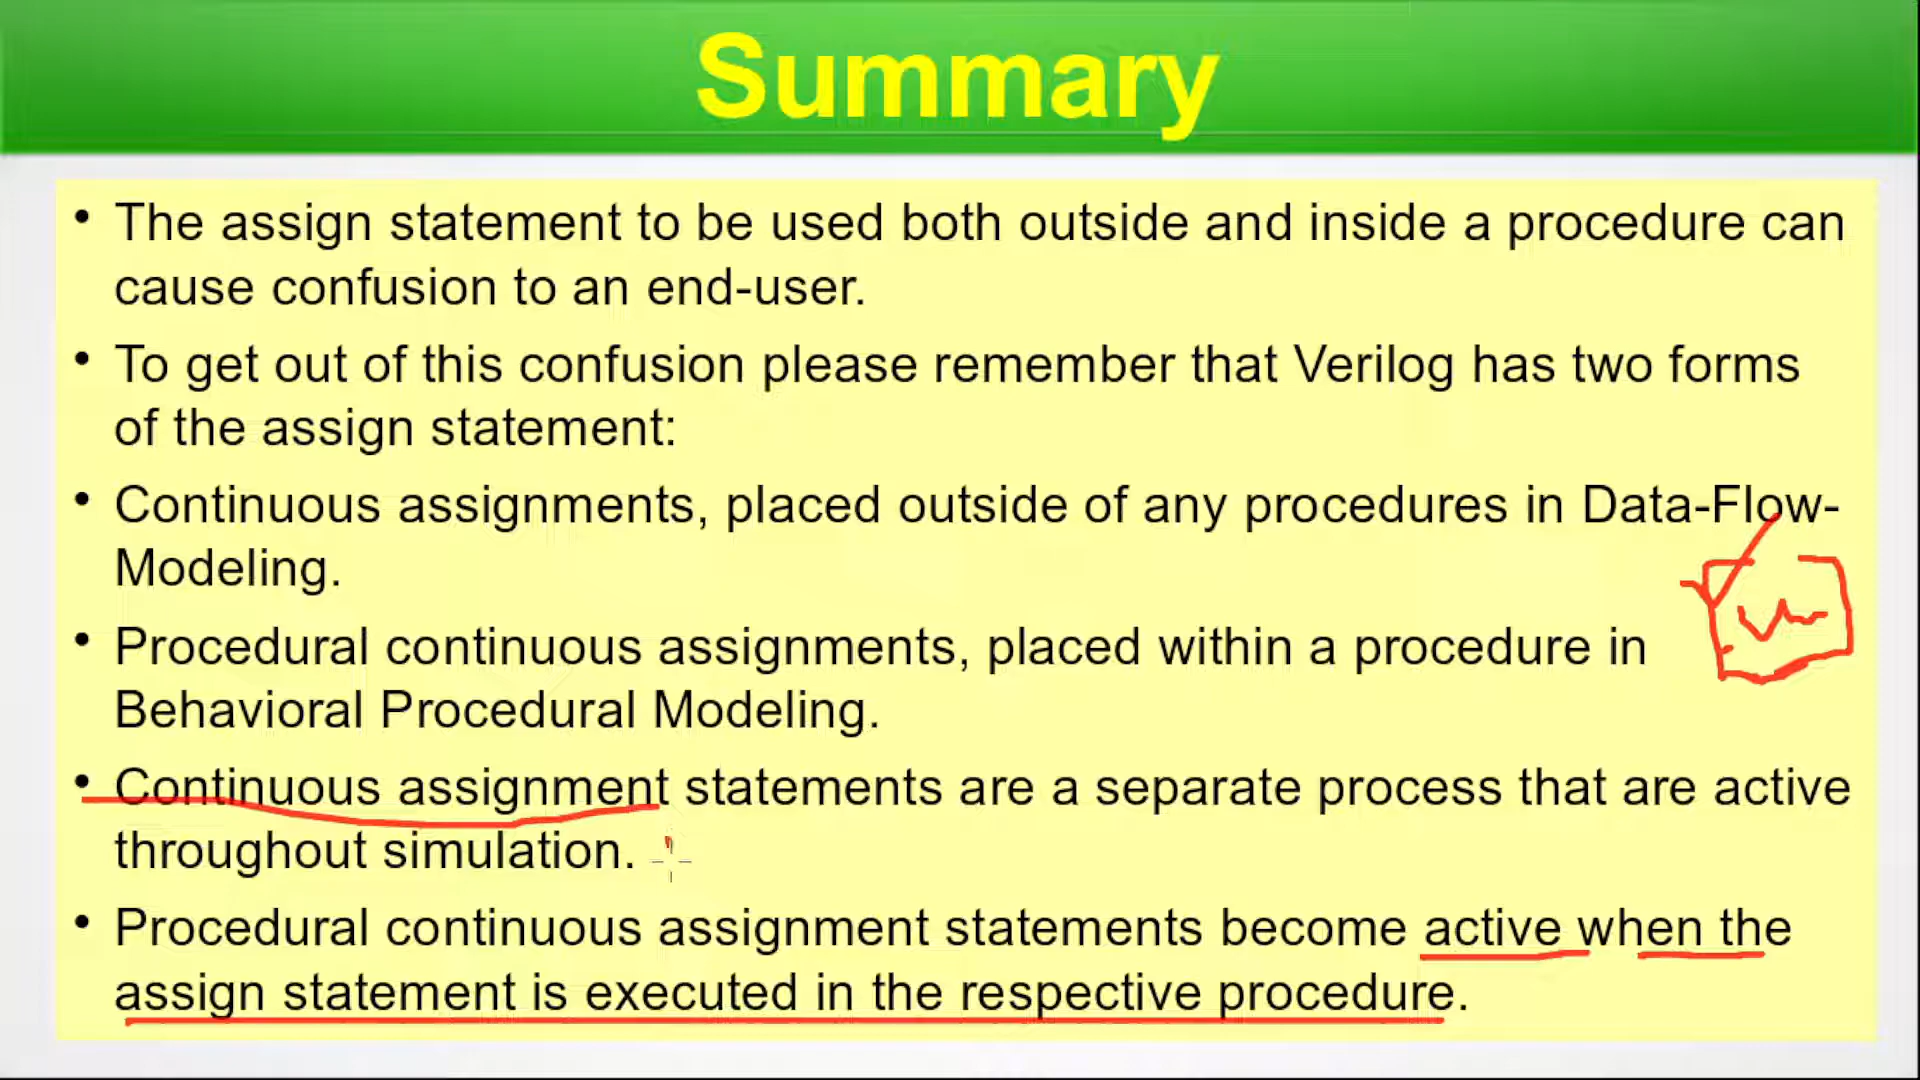 Summary
• The assign statement to be used both outside and inside a procedure can
cause confusion to an end-user.
• To get out of this confusion please remember that Verilog has two forms
of the assign statement:
• Continuous assignments, placed outside of any procedures in Data-Flow-
Modeling.
• Procedural continuous assignments, placed within a procedure in
Behavioral Procedural Modeling.
• Continuous assignment statements are a separate process that are active
throughout simulation.
• Procedural continuous assignment statements become active when the
assign statement is executed in the respective procedure.